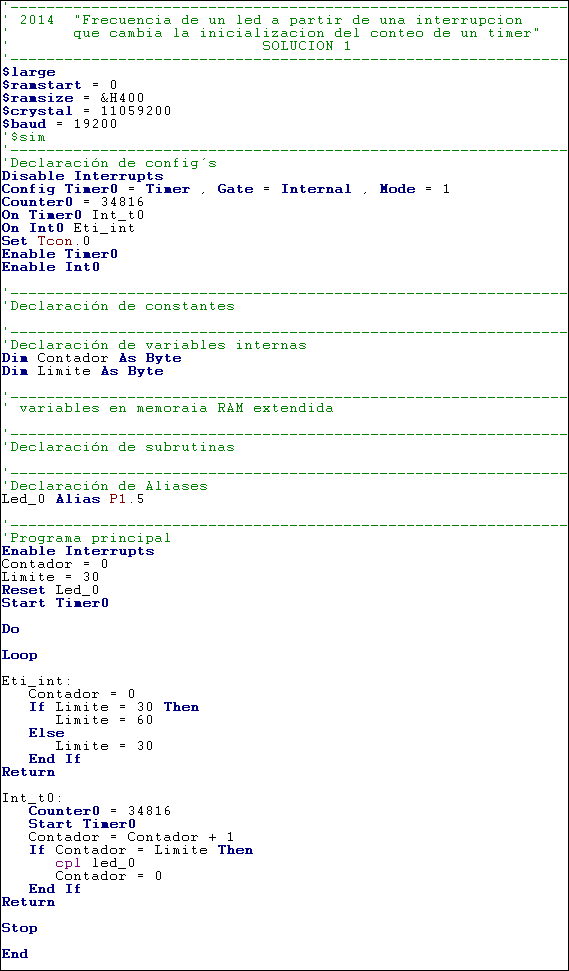 '---------------------------------------------------------------
' 2014  "Frecuencia de un led a partir de una interrupcion
'       que cambia la inicializacion del conteo de un timer"
'                            SOLUCION 1
'---------------------------------------------------------------
$large
$ramstart = 0
$ramsize = &H400
$crystal = 11059200
$baud = 19200
'$sim
'---------------------------------------------------------------
'Declaración de config´s
Disable Interrupts
Config Timer0 = Timer , Gate = Internal , Mode = 1
Counter0 = 34816
On Timer0 Int_t0
On Int0 Eti_int
Set Tcon.0
Enable Timer0
Enable Int0
'---------------------------------------------------------------
'Declaración de constantes
'---------------------------------------------------------------
'Declaración de variables internas
Dim Contador As Byte
Dim Limite As Byte
'---------------------------------------------------------------
' variables en memoraia RAM extendida
'---------------------------------------------------------------
'Declaración de subrutinas
'---------------------------------------------------------------
'Declaración de Aliases
Led_0 Alias P1.5
'---------------------------------------------------------------
'Programa principal
Enable Interrupts
Contador = 0
Limite = 30
Reset Led_0
Start Timer0
Do
Loop
Eti_int:
   Contador = 0
   If Limite = 30 Then
      Limite = 60
   Else
      Limite = 30
   End If
Return
Int_t0:
   Counter0 = 34816
   Start Timer0
   Contador = Contador + 1
   If Contador = Limite Then
      cpl led_0
      Contador = 0
   End If
Return
Stop
End